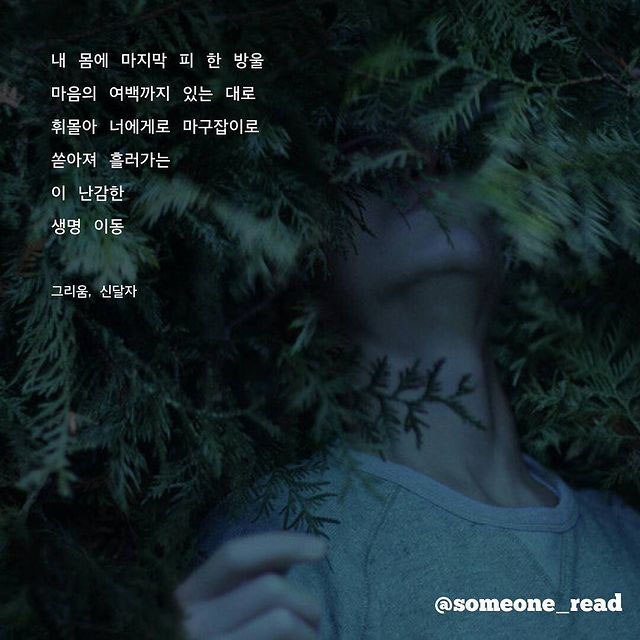 내 몸에 마지막 피 한 방울
마음의 여백까지 있는 대로
휘몰아 너에게로 마구잡이로
쏟아져 흘러가는
이 난감한
생명 이동
그리움, 신달자
@someone_read